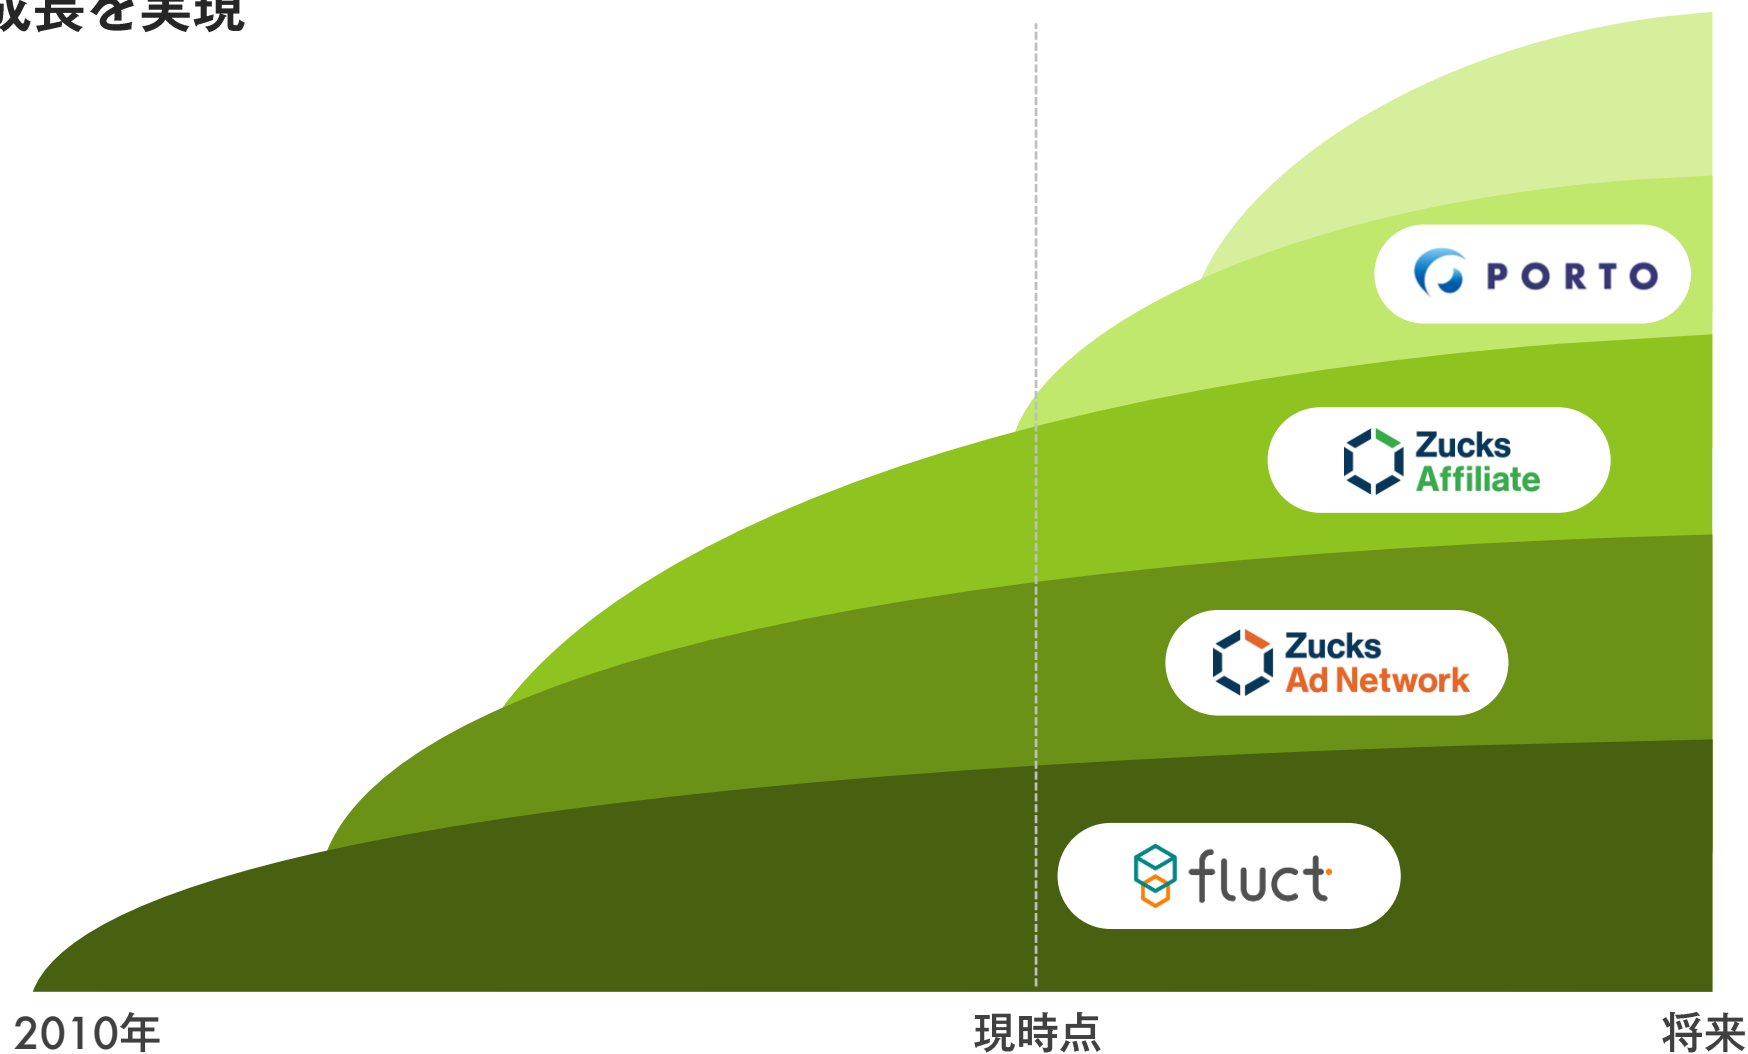 成長を実現
PORTO
Zucks
Affiliate
Zucks
Ad Network
fluct
2010年
現時点
将来